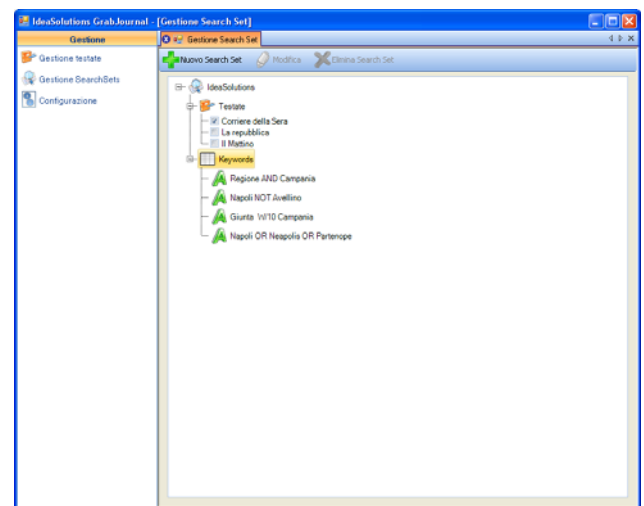 IdeaSolutions GrabJournal - [Gestione Search Set]
Gestione
Gestione Search Set
Gestione testate
Gestione SearchSets
Configurazione
Nuovo Search Set Modifica Elimina Search Set
IdeaSolutions
Testate
Corriere della Sera
La repubblica
Il Mattino
Keywords
Regione AND Campania
Napoli NOT Avellino
Giunta W/10 Campania
Napoli OR Neapolis OR Partenope